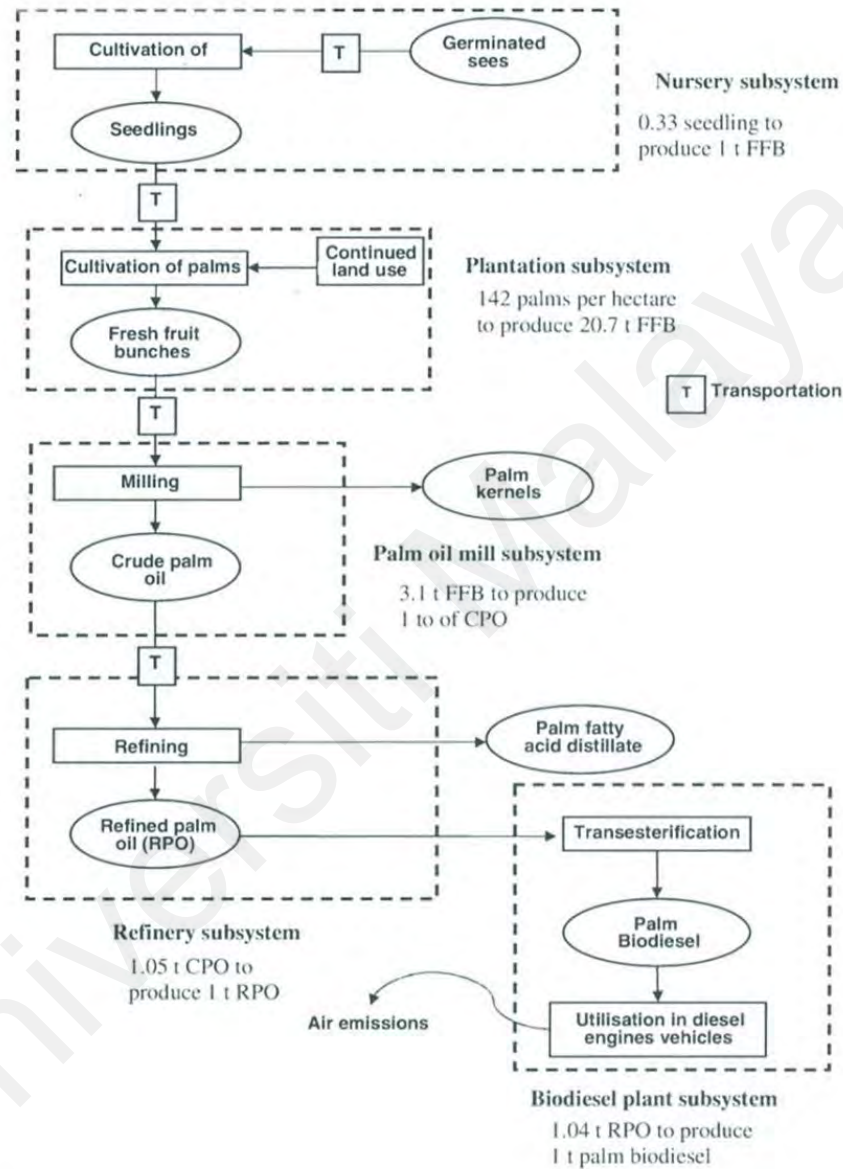 Cultivation of
T
Germinated
sees
Seedlings
Nursery subsystem
0.33 seedling to
produce 1 t FFB
T
Cultivation of palms
Continued
land use
Fresh fruit
bunches
Plantation subsystem
142 palms per hectare
to produce 20.7 t FFB
T Transportation
T
Milling
Palm
kernels
Crude palm
oil
Palm oil mill subsystem
3.1 t FFB to produce
1 to of CPO
T
Refining
Palm fatty
acid distillate
Refined palm
oil (RPO)
Transesterification
Palm
Biodiesel
Refinery subsystem
1.05 t CPO to
produce 1 t RPO
Air emissions
Utilisation in diesel
engines vehicles
Biodiesel plant subsystem
1.04 t RPO to produce
1 t palm biodiesel
niversiti Malaya